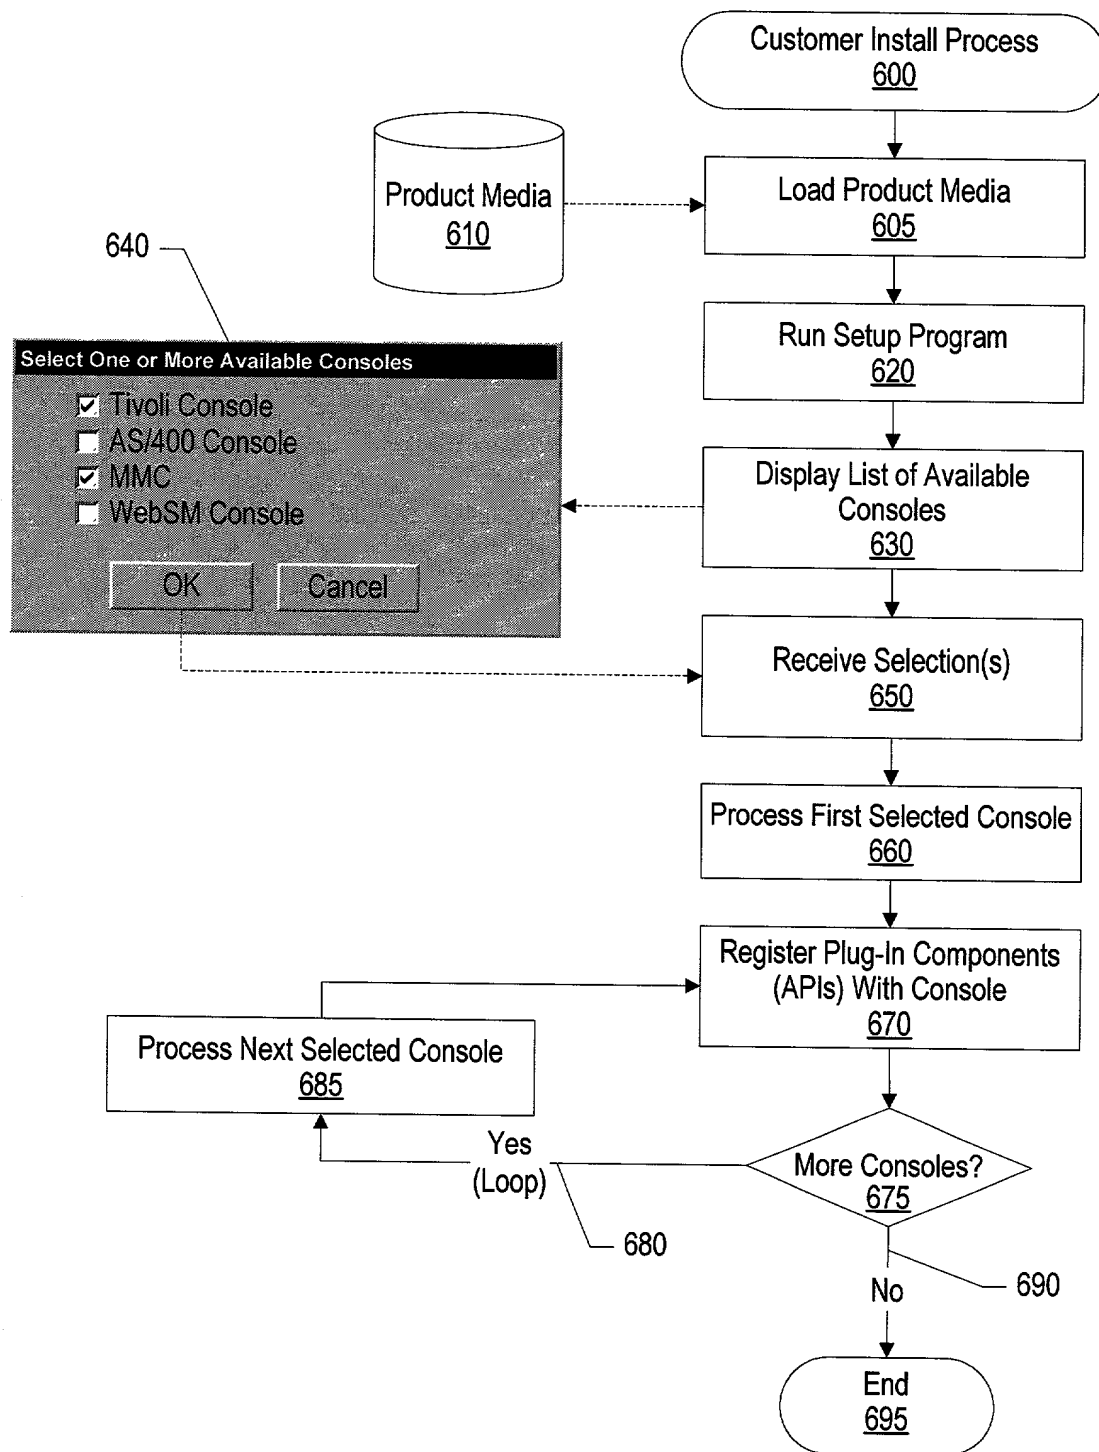 Customer Install Process
600
Product Media
610
Load Product Media
605
640
Run Setup Program
620
Select One or More Available Consoles
Tivoli Console
AS/400 Console
MMC
WebSM Console
OK
Cancel
Display List of Available
Consoles
630
Receive Selection(s)
650
Process First Selected Console
660
Register Plug-In Components
(APIs) With Console
670
Process Next Selected Console
685
Yes
(Loop)
More Consoles?
675
680
690
No
End
695